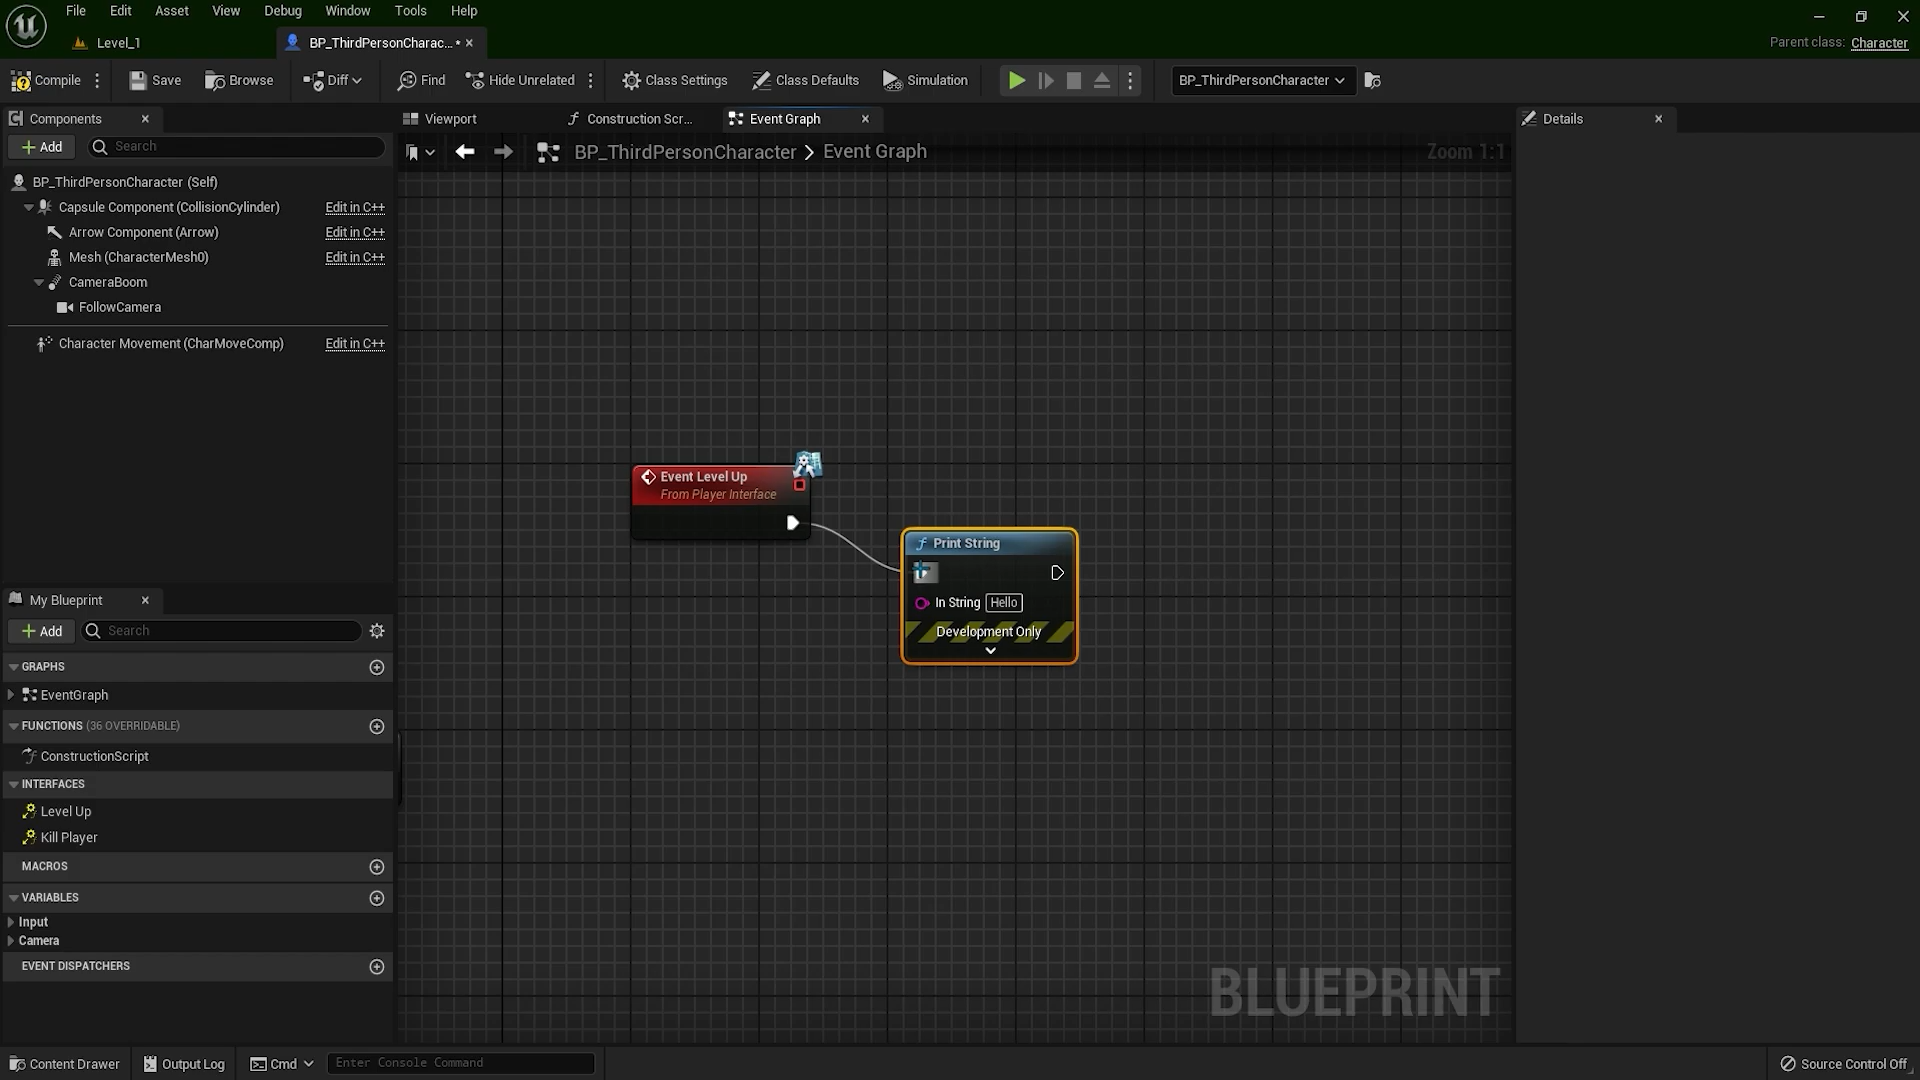 File Edit Asset View Debug Window Tools Help
Level_1
BP_ThirdPersonCharac... •
Parent class: Character
Compile
Save
Browse
Diff
Find
Hide Unrelated
Class Settings
Class Defaults
Simulation
BP_ThirdPersonCharacter
Components
Add
Search
BP_ThirdPersonCharacter (Self)
Capsule Component (CollisionCylinder) Edit in C++
Arrow Component (Arrow) Edit in C++
Mesh (CharacterMesh0) Edit in C++
CameraBoom
FollowCamera
Character Movement (CharMoveComp) Edit in C++
My Blueprint
Add
Search
GRAPHS
EventGraph
FUNCTIONS (36 OVERRIDABLE)
ConstructionScript
INTERFACES
Level Up
Kill Player
MACROS
VARIABLES
Input
Camera
EVENT DISPATCHERS
Viewport
Construction Scr...
Event Graph
BP_ThirdPersonCharacter > Event Graph
Zoom 1:1
Event Level Up
From Player Interface
Print String
In String Hello
Development Only
BLUEPRINT
Details
Content Drawer
Output Log
Cmd
Enter Console Command
Source Control Off